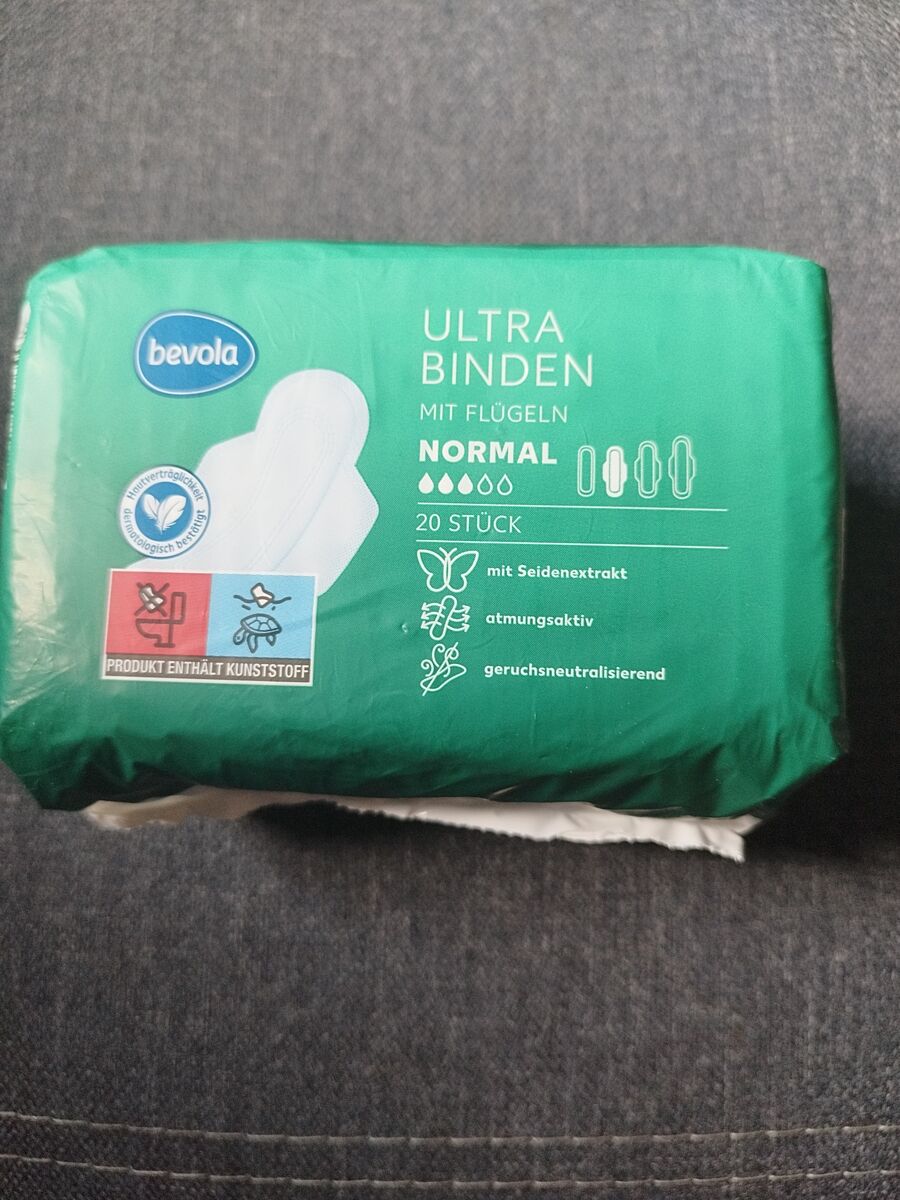 bevola
ULTRA
BINDEN
MIT FLÜGELN
NORMAL
20 STÜCK
mit Seidenextrakt
atmungsaktiv
geruchsneutralisierend
Hautverträglichkeit
dermatologisch bestätigt
PRODUKT ENTHÄLT KUNSTSTOFF